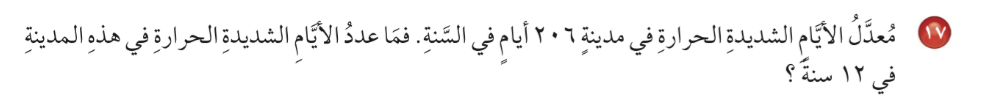 ١٧ مُعدَّلُ الأيَّامِ الشديدةِ الحرارةِ في مدينةٍ ٢٠٦ أيامٍ في السَّنةِ. فمَا عددُ الأيَّامِ الشديدةِ الحرارةِ في هذهِ المدينةِ
في ١٢ سنةً ؟